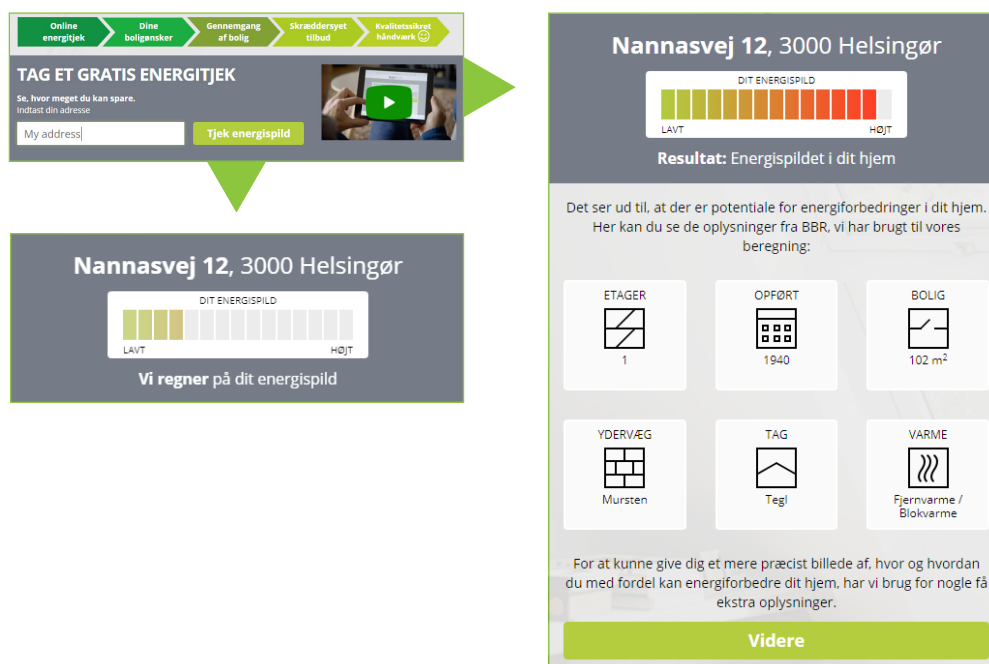 Online
energitjek
Dine
boligønsker
Gennemgang
af bolig
Skræddersyet
tilbud
Kvalitetssikret
håndværk
TAG ET GRATIS ENERGITJEK
Se, hvor meget du kan spare.
Indtast din adresse
My address
Tjek energispild
Nannasvej 12, 3000 Helsingør
DIT ENERGISPILD
LAVT HØJT
Vi regner på dit energispild
Nannasvej 12, 3000 Helsingør
DIT ENERGISPILD
LAVT HØJT
Resultat: Energispildet i dit hjem
Det ser ud til, at der er potentiale for energiforbedringer i dit hjem.
Her kan du se de oplysninger fra BBR, vi har brugt til vores
beregning:
ETAGER
1
OPFØRT
1940
BOLIG
102 m²
YDERVÆG
Mursten
TAG
Tegl
VARME
Fjernvarme /
Blokvarme
For at kunne give dig et mere præcist billede af, hvor og hvordan
du med fordel kan energiforbedre dit hjem, har vi brug for nogle få
ekstra oplysninger.
Videre